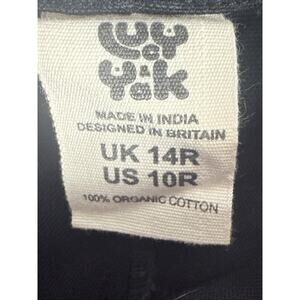 Lucy
& Yak
MADE IN INDIA
DESIGNED IN BRITAIN
UK 14R
US 10R
100% ORGANIC COTTON